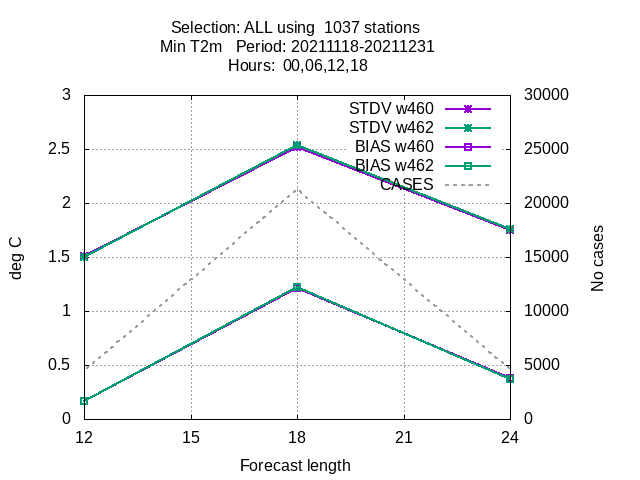 Selection: ALL using  1037 stations
Min T2m   Period: 20211118-20211231
Hours:  00,06,12,18
3 30000
STDV w460
STDV w462
2.5 25000
BIAS w460
BIAS w462
CASES
2 20000
1.5 15000
deg C
No cases
1 10000
0.5 5000
0 0
12 15 18 21 24
Forecast length